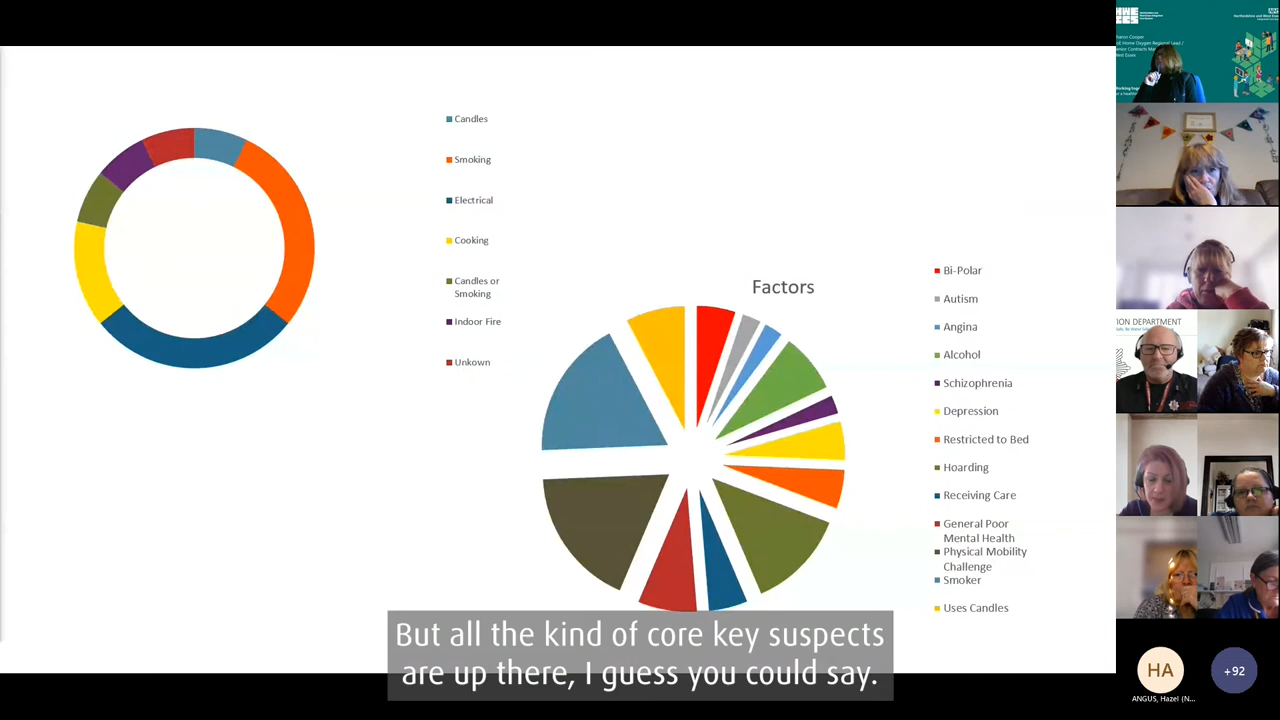 Candles
Smoking
Electrical
Cooking
Candles or
Smoking
Indoor Fire
Unkown
Factors
Bi-Polar
Autism
Angina
Alcohol
Schizophrenia
Depression
Restricted to Bed
Hoarding
Receiving Care
General Poor
Mental Health
Physical Mobility
Challenge
Smoker
Uses Candles
But all the kind of core key suspects
are up there, I guess you could say.
ION DEPARTMENT
HA
+92
ANGUS, Hazel (N...